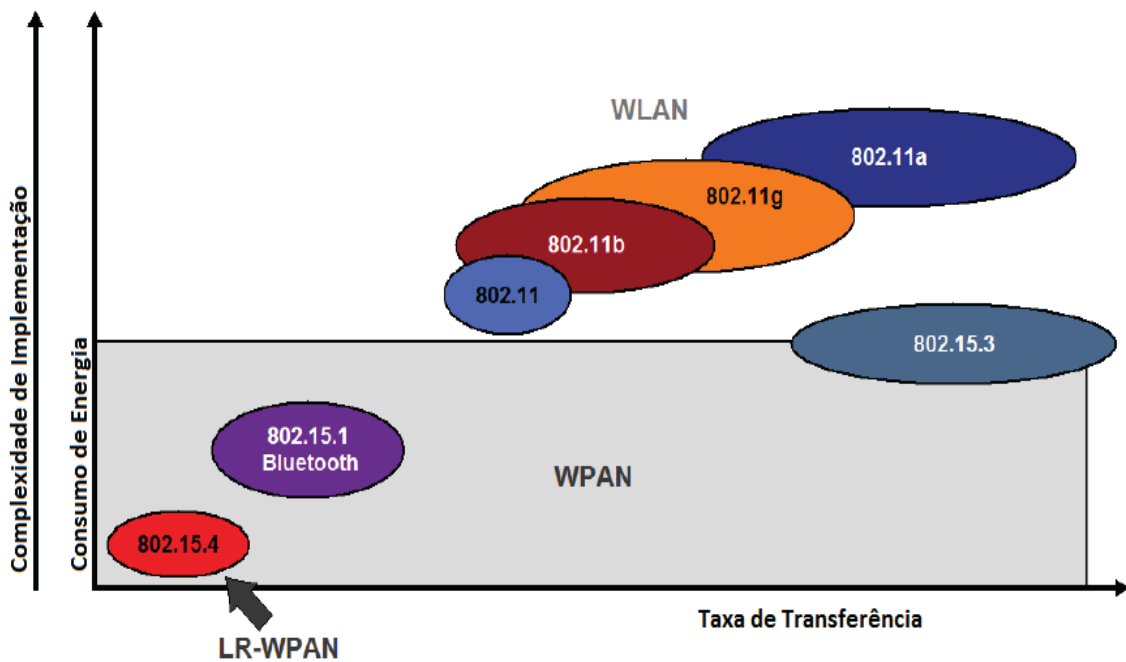 Complexidade de Implementação
Consumo de Energia
WLAN
802.11a
802.11g
802.11b
802.11
802.15.3
802.15.1
Bluetooth
WPAN
802.15.4
Taxa de Transferência
LR-WPAN